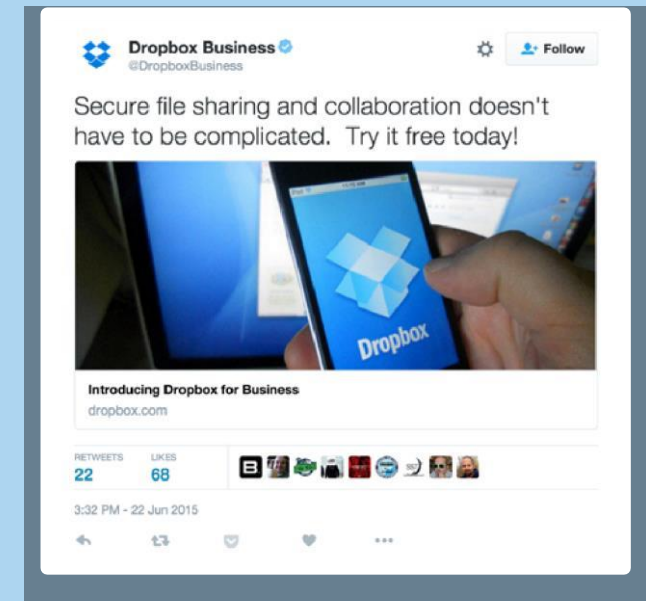 Dropbox Business
@DropboxBusiness
Follow
Secure file sharing and collaboration doesn't
have to be complicated. Try it free today!
Dropbox
Introducing Dropbox for Business
dropbox.com
RETWEETS LIKES
22 68
3:32 PM - 22 Jun 2015